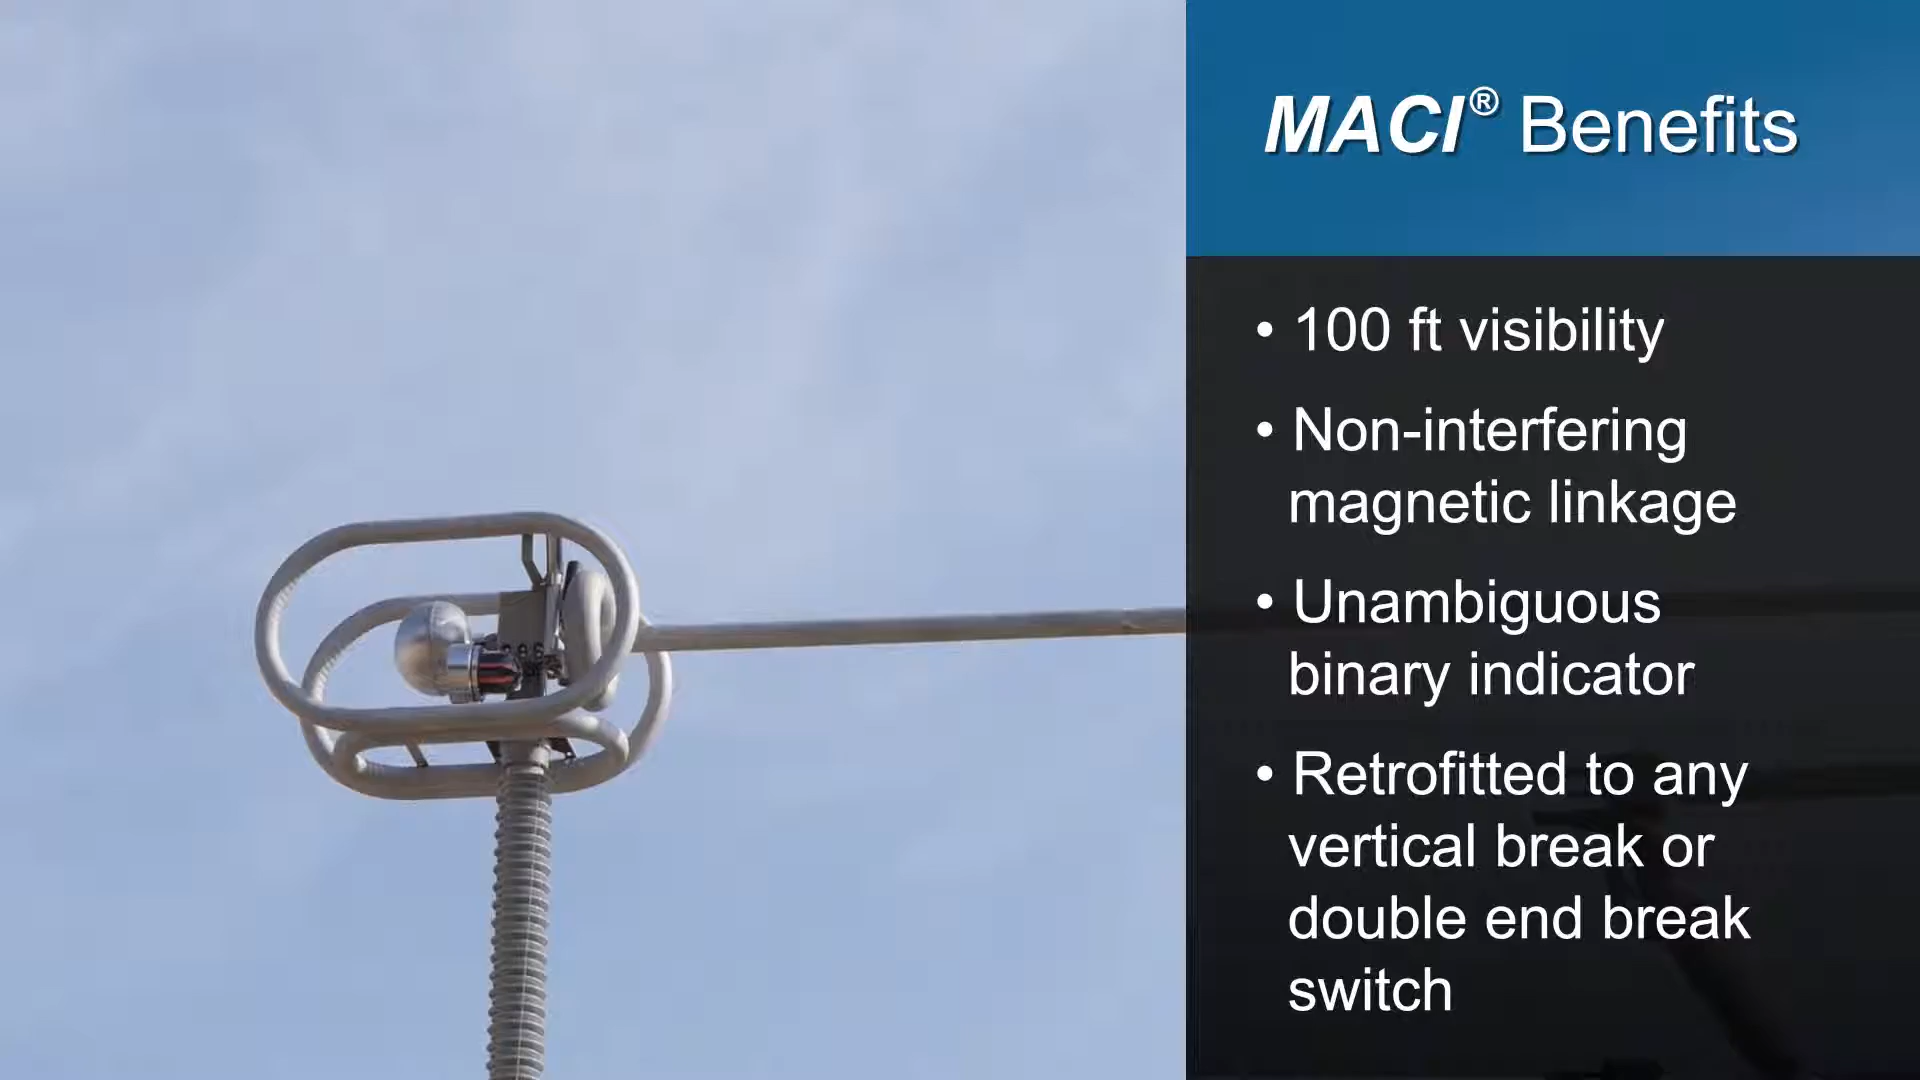 MACI® Benefits
• 100 ft visibility
• Non-interfering
magnetic linkage
• Unambiguous
binary indicator
• Retrofitted to any
vertical break or
double end break
switch